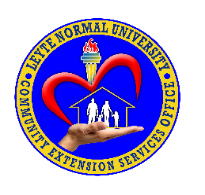 LEYTE NORMAL UNIVERSITY
COMMUNITY EXTENSION SERVICES OFFICE